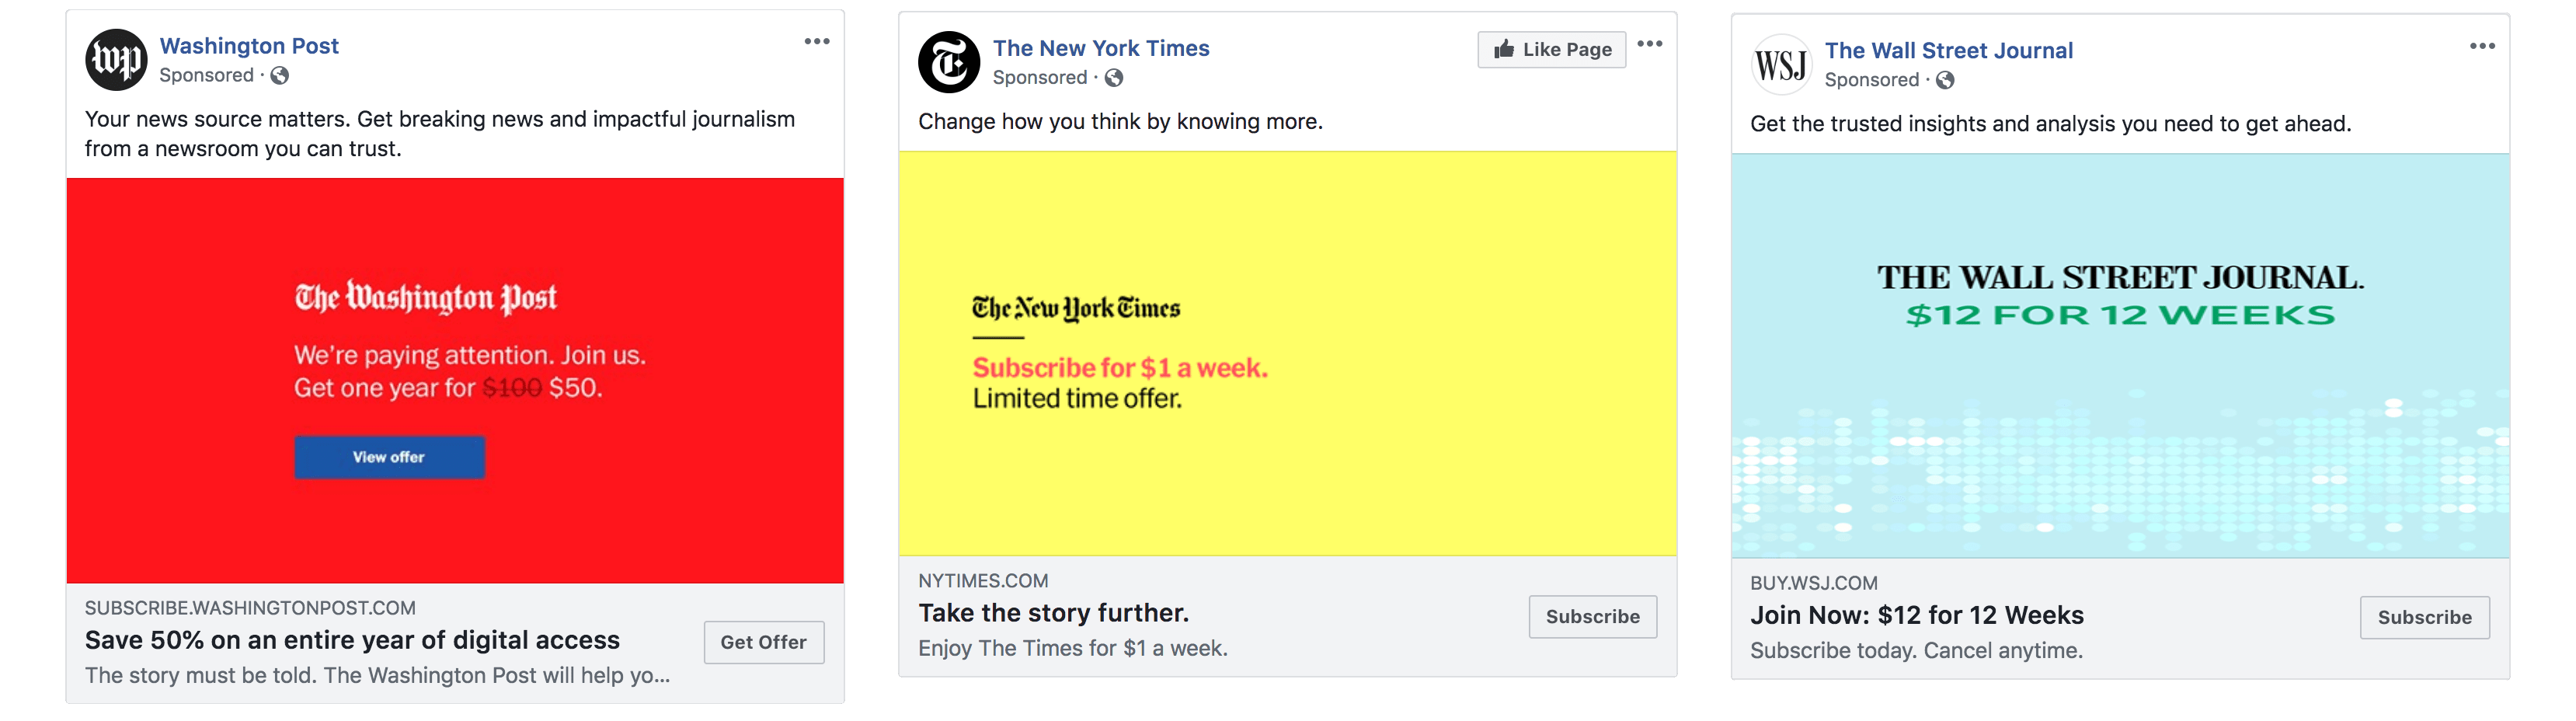 wp
Washington Post
Sponsored ·
Your news source matters. Get breaking news and impactful journalism
from a newsroom you can trust.
The Washington Post
We're paying attention. Join us.
Get one year for $100 $50.
View offer
SUBSCRIBE.WASHINGTONPOST.COM
Save 50% on an entire year of digital access
The story must be told. The Washington Post will help yo...
Get Offer
T
The New York Times
Sponsored ·
Like Page
Change how you think by knowing more.
The New York Times
Subscribe for $1 a week.
Limited time offer.
NYTIMES.COM
Take the story further.
Enjoy The Times for $1 a week.
Subscribe
WSJ
The Wall Street Journal
Sponsored ·
Get the trusted insights and analysis you need to get ahead.
THE WALL STREET JOURNAL.
$12 FOR 12 WEEKS
BUY.WSJ.COM
Join Now: $12 for 12 Weeks
Subscribe today. Cancel anytime.
Subscribe